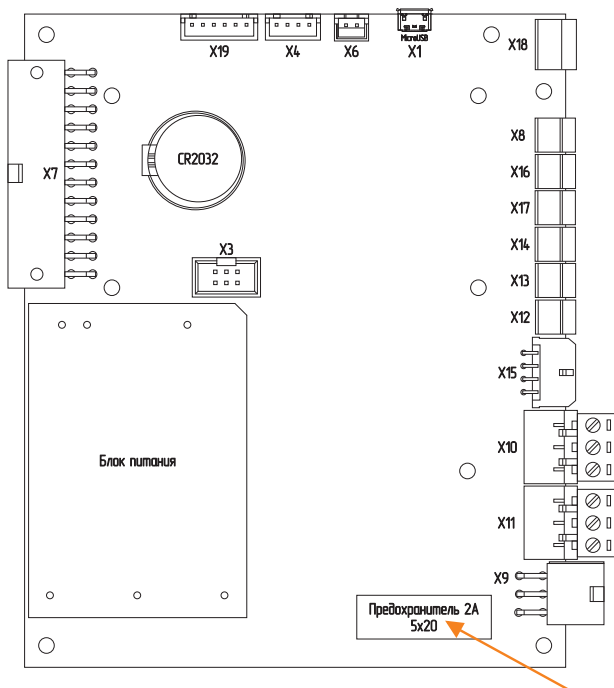 X19
X4
X6
X1
MicroUSB
X18
X7
CR2032
X8
X16
X17
X14
X13
X12
X3
X15
Блок питания
X10
X11
X9
Предохранитель 2А
5x20